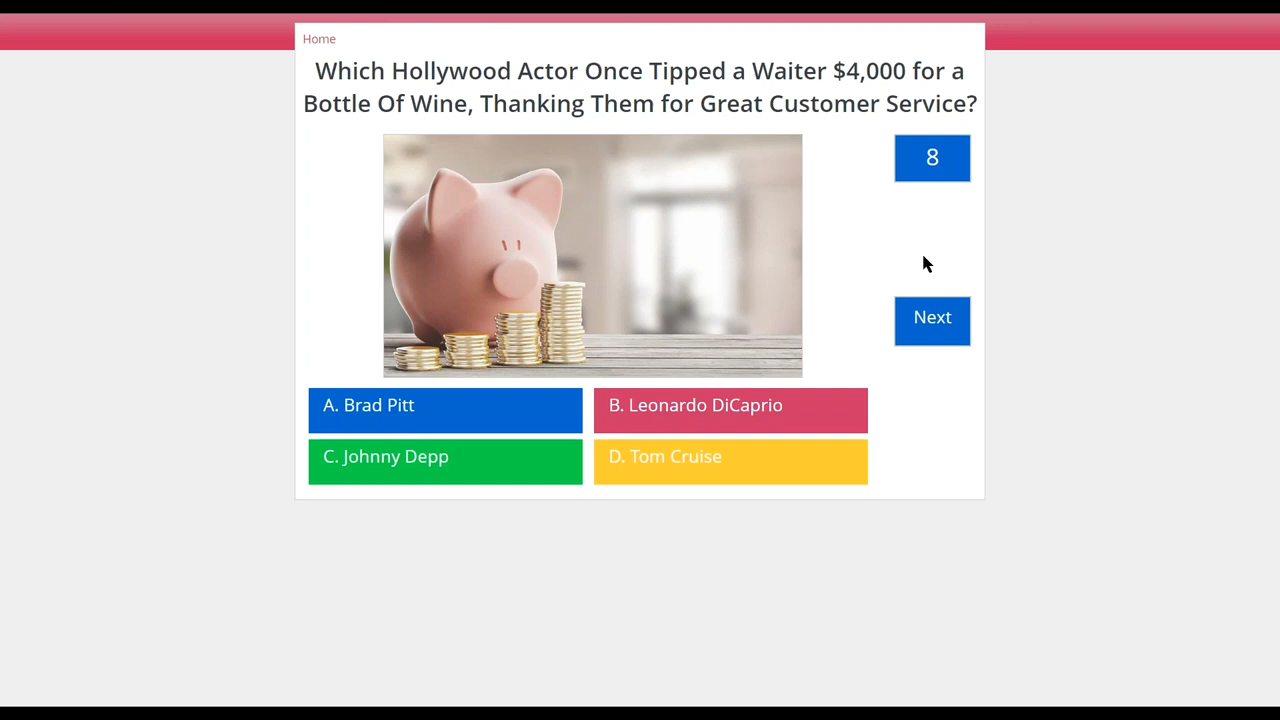 Home
Which Hollywood Actor Once Tipped a Waiter $4,000 for a
Bottle Of Wine, Thanking Them for Great Customer Service?
8
Next
A. Brad Pitt
B. Leonardo DiCaprio
C. Johnny Depp
D. Tom Cruise